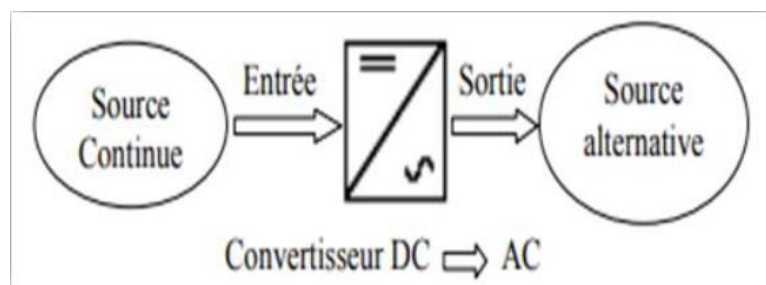 Source
Continue
Entrée
Sortie
Source
alternative
Convertisseur DC ⇨ AC